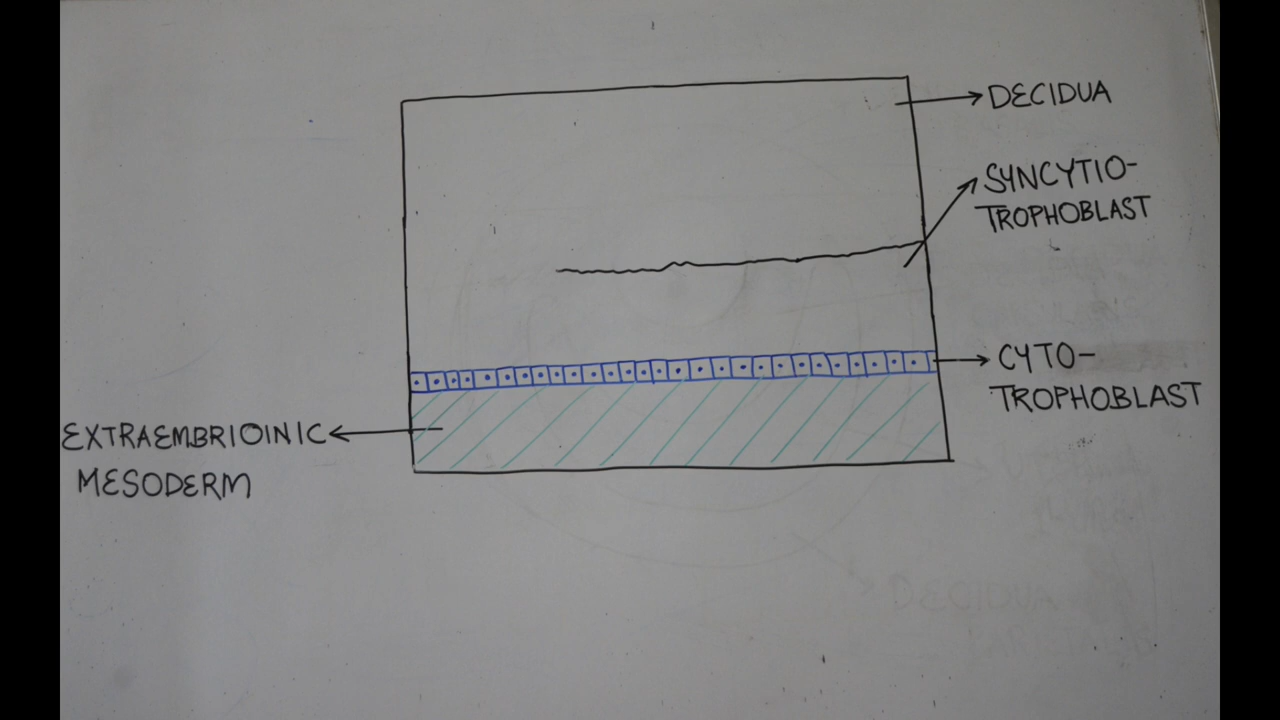 DECIDUA
SYNCYTIO-
TROPHOBLAST
CYTO-
TROPHOBLAST
EXTRAEMBRIOINIC
MESODERM